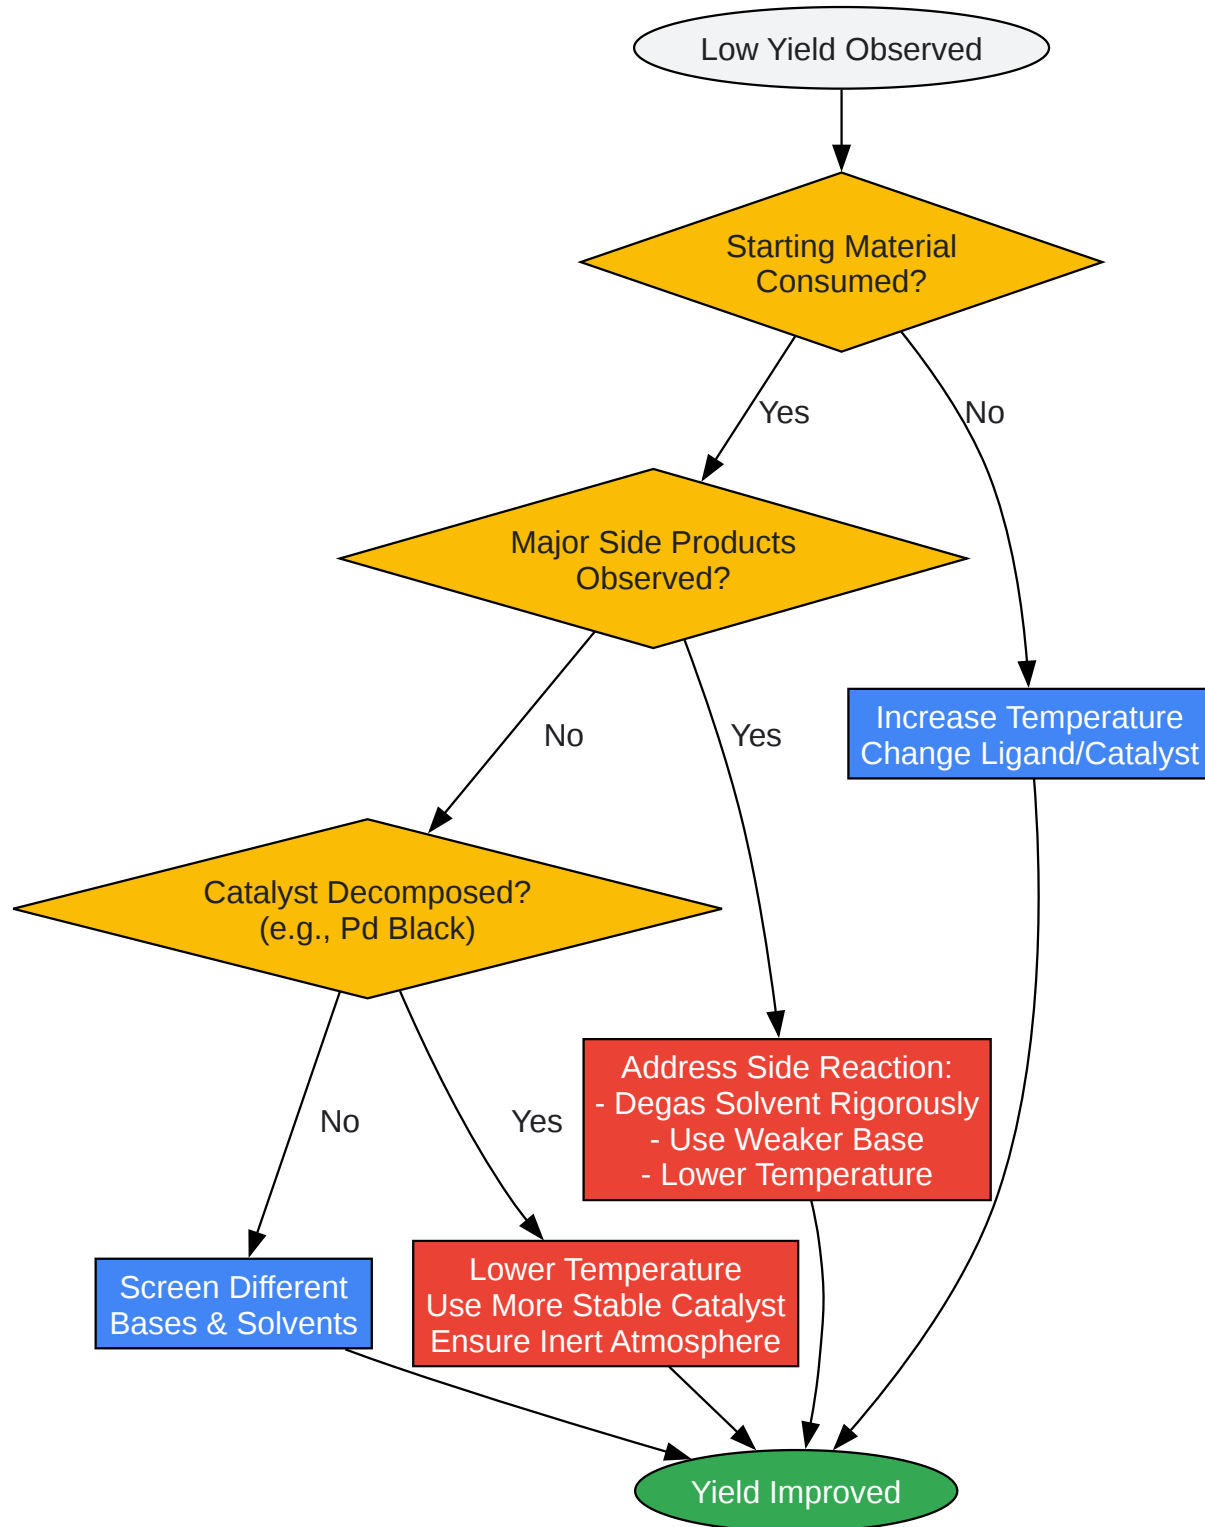 Low Yield Observed
Starting Material
Consumed?
Yes
No
Major Side Products
Observed?
Increase Temperature
Change Ligand/Catalyst
No
Yes
Catalyst Decomposed?
(e.g., Pd Black)
Address Side Reaction:
- Degas Solvent Rigorously
- Use Weaker Base
- Lower Temperature
No
Yes
Screen Different
Bases & Solvents
Lower Temperature
Use More Stable Catalyst
Ensure Inert Atmosphere
Yield Improved